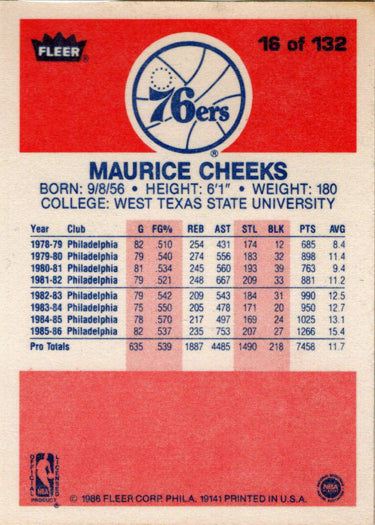 FLEER®
16 of 132
76ers
®
MAURICE CHEEKS
BORN: 9/8/56 • HEIGHT: 6'1" • WEIGHT: 180
COLLEGE: WEST TEXAS STATE UNIVERSITY
Year Club G FG% REB AST STL BLK PTS AVG
1978-79 Philadelphia 82 .510 254 431 174 12 685 8.4
1979-80 Philadelphia 79 .540 274 556 183 32 898 11.4
1980-81 Philadelphia 81 .534 245 560 193 39 763 9.4
1981-82 Philadelphia 79 .521 248 667 209 33 881 11.2
1982-83 Philadelphia 79 .542 209 543 184 31 990 12.5
1983-84 Philadelphia 75 .550 205 478 171 20 950 12.7
1984-85 Philadelphia 78 .570 217 497 169 24 1025 13.1
1985-86 Philadelphia 82 .537 235 753 207 27 1266 15.4
Pro Totals 635 .539 1887 4485 1490 218 7458 11.7
OFFICIAL LICENSED
NBA
PRODUCT
NBA
© 1986 FLEER CORP. PHILA. 19141 PRINTED IN U.S.A.